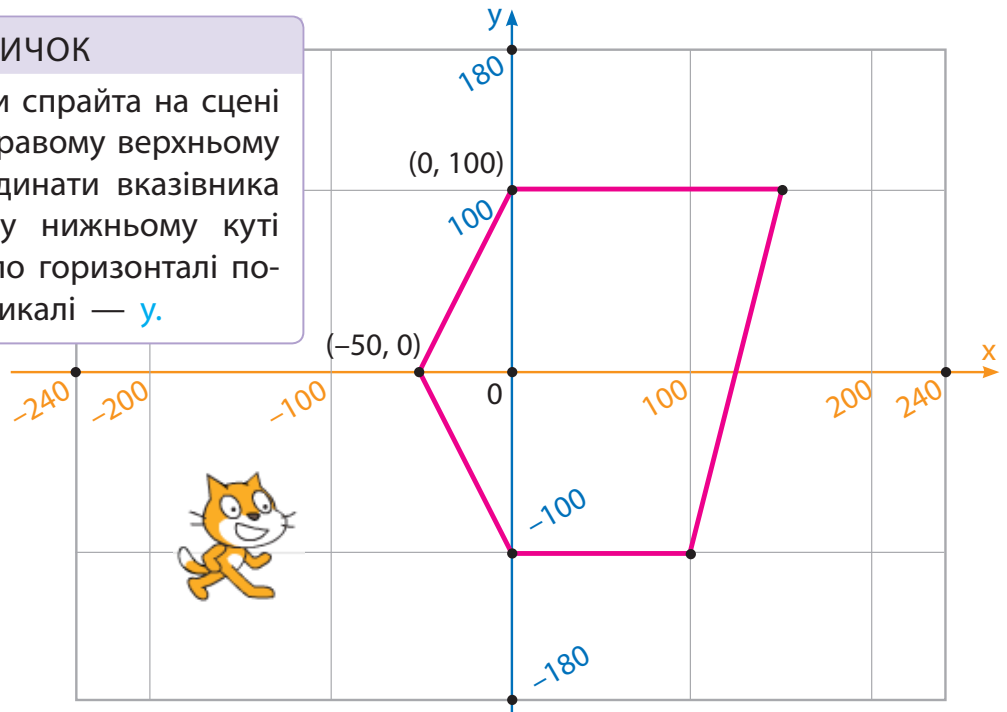 ИЧОК
и спрайта на сцені
равому верхньому
динати вказівника
у нижньому куті
по горизонталі по-
икалі — y.
y
180
(0, 100)
100
(–50, 0)
x
–240
–200
–100
0
100
200
240
–100
–180